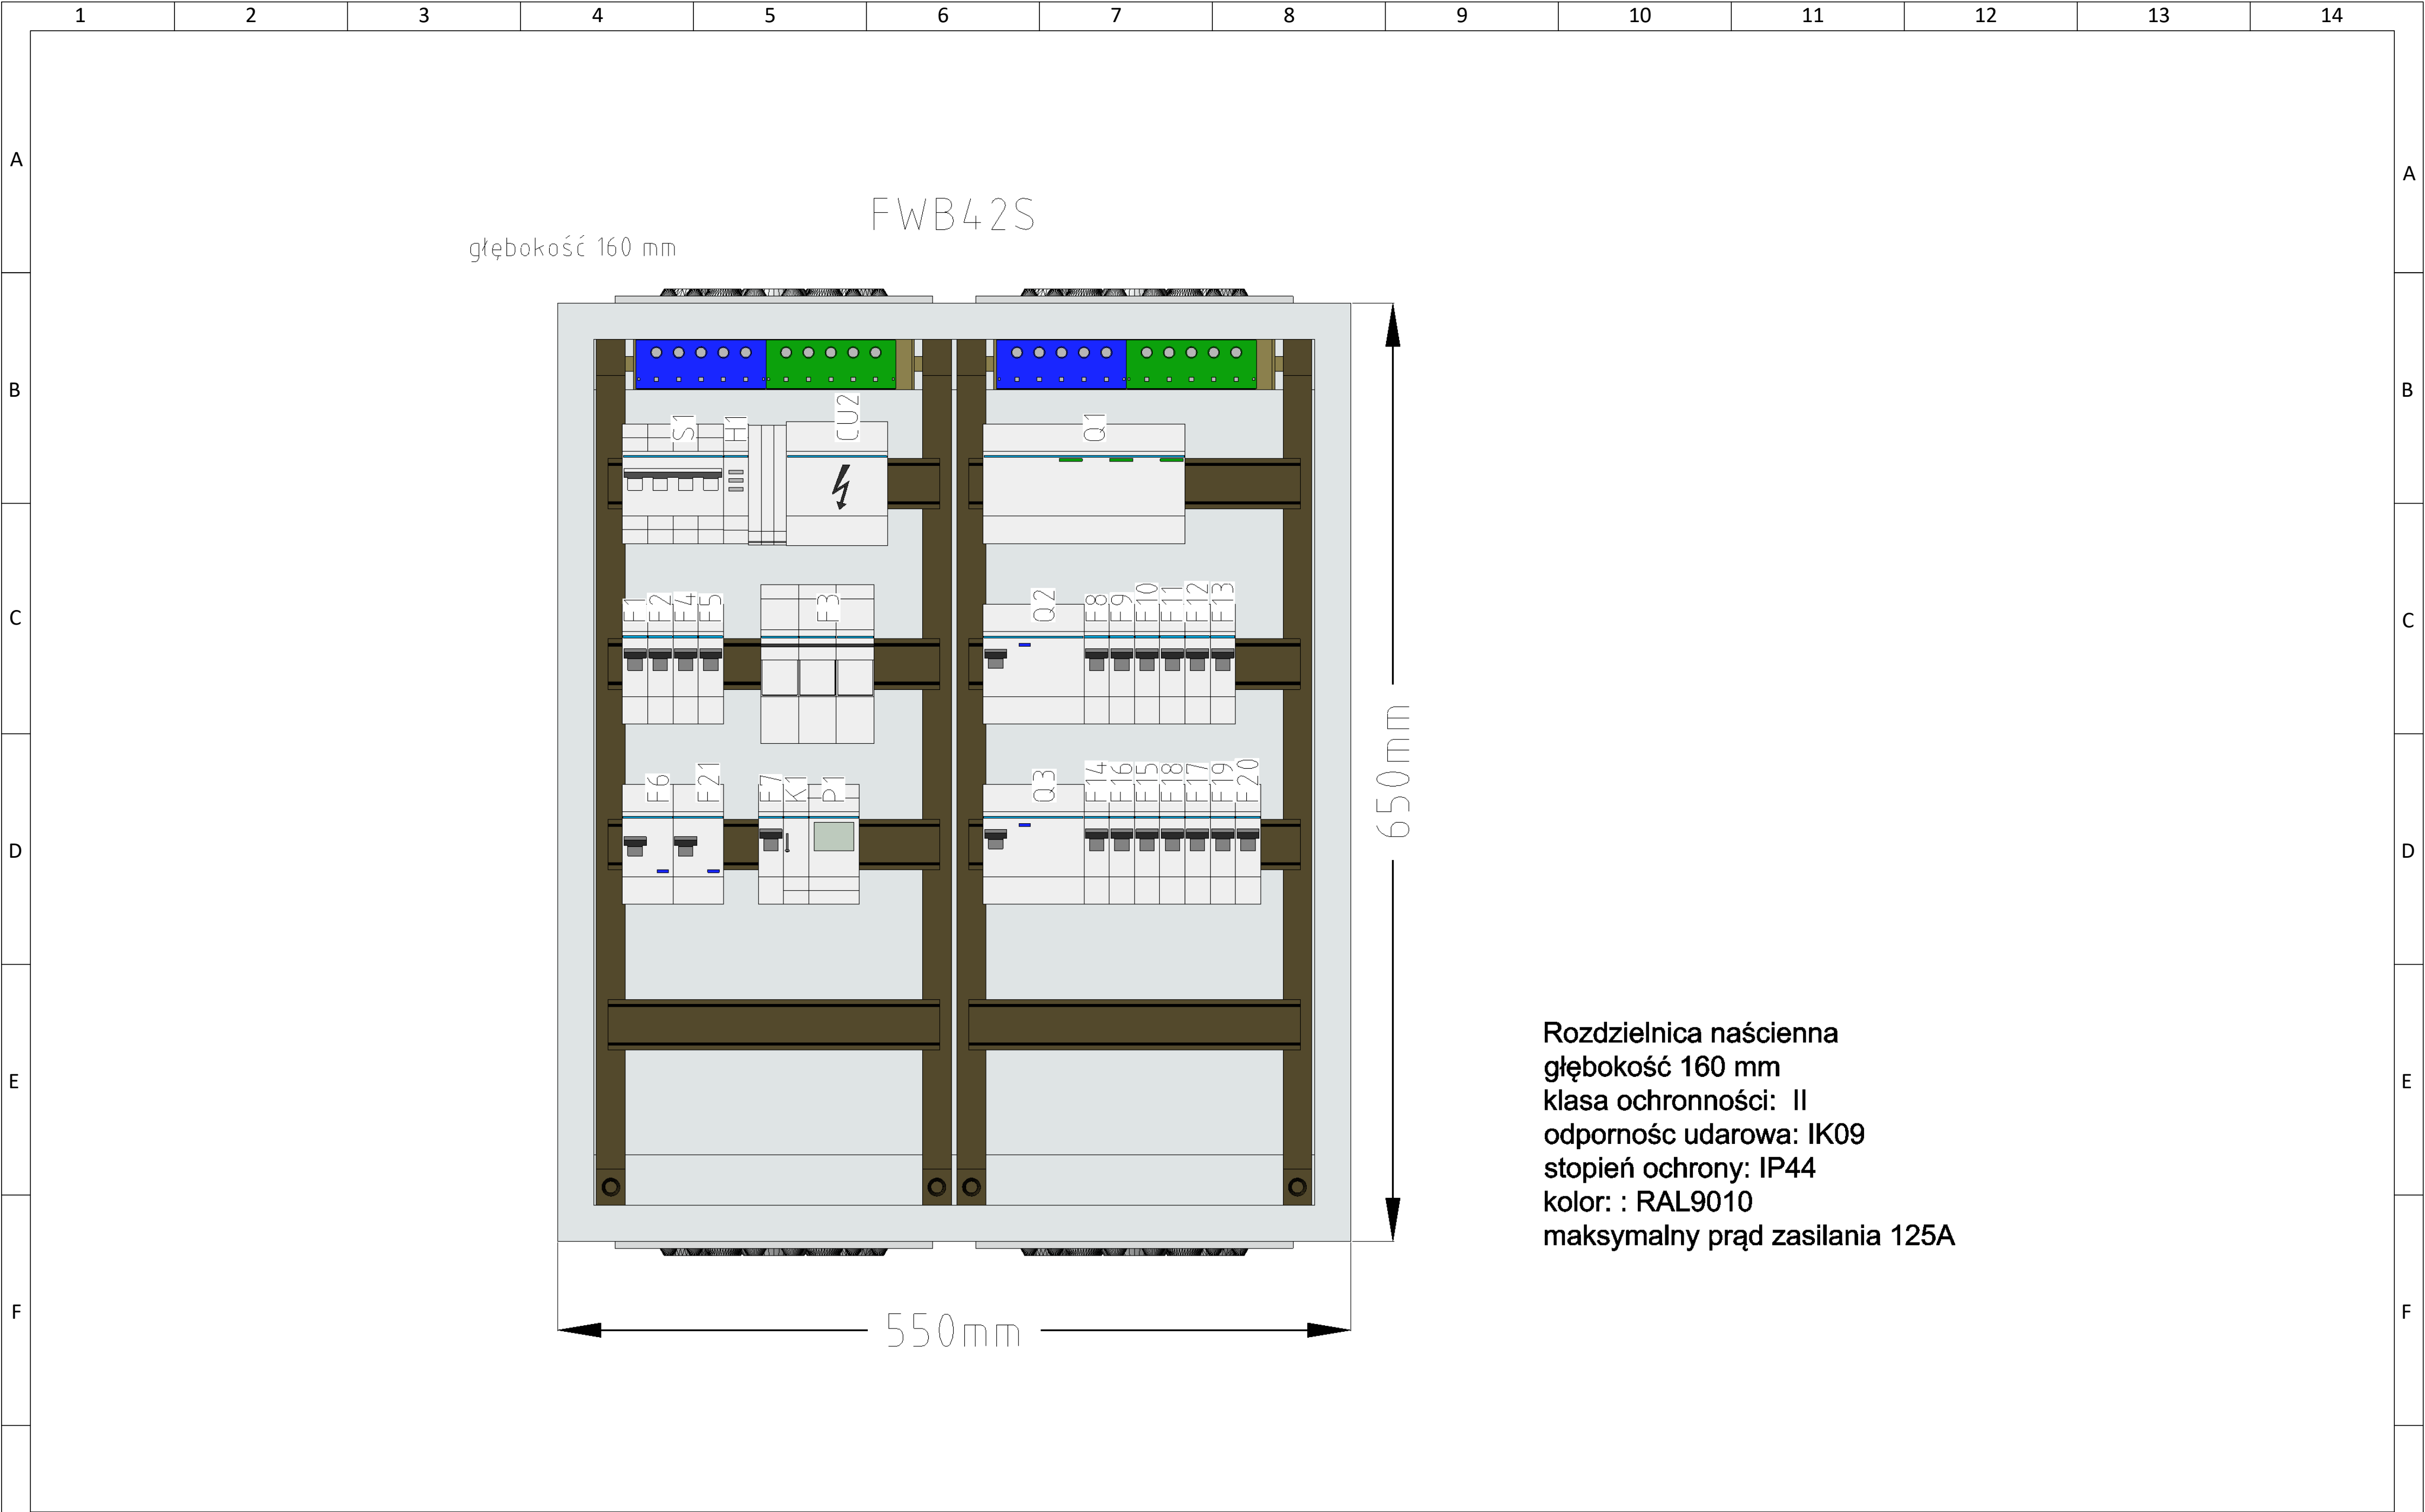 1 2 3 4 5 6 7 8 9 10 11 12 13 14
A A
FWB42S
głębokość 160 mm
B B
S1 H1 CU2 Q1
C C
F1 F2 F4 F5 F3 Q2 F8 F9 F10 F11 F12 F13
650mm
D D
F6 F21 F7 K1 P1 Q3 F14 F16 F15 F18 F17 F19 F20
E E
Rozdzielnica naścienna
głębokość 160 mm
klasa ochronności: II
odpornośc udarowa: IK09
stopień ochrony: IP44
kolor: : RAL9010
maksymalny prąd zasilania 125A
F F
550mm